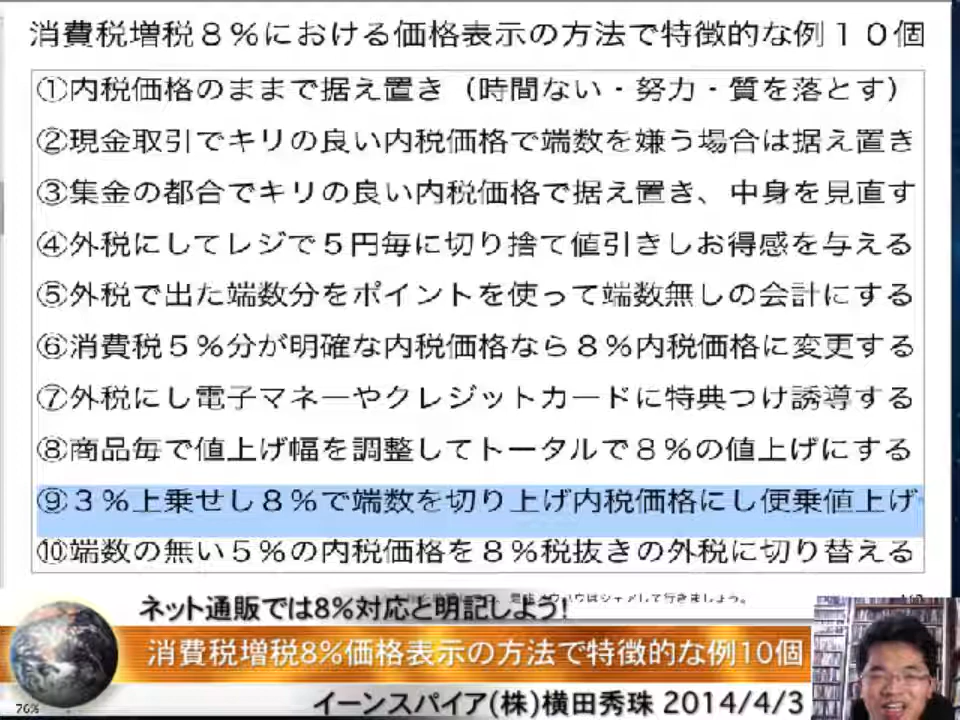 消費税増税８％における価格表示の方法で特徴的な例１０個
①内税価格のままで据え置き（時間ない・努力・質を落とす）
②現金取引でキリの良い内税価格で端数を嫌う場合は据え置き
③集金の都合でキリの良い内税価格で据え置き、中身を見直す
④外税にしてレジで５円毎に切り捨て値引きしお得感を与える
⑤外税で出た端数分をポイントを使って端数無しの会計にする
⑥消費税５％分が明確な内税価格なら８％内税価格に変更する
⑦外税にし電子マネーやクレジットカードに特典つけ誘導する
⑧商品毎で値上げ幅を調整してトータルで８％の値上げにする
⑨３％上乗せし８％で端数を切り上げ内税価格にし便乗値上げ
⑩端数の無い５％の内税価格を８％税抜きの外税に切り替える
はシェアして行きましょう。
ネット通販では8%対応と明記しよう!
消費税増税8%価格表示の方法で特徴的な例10個
イーンスパイア(株)横田秀珠 2014/4/3
76%